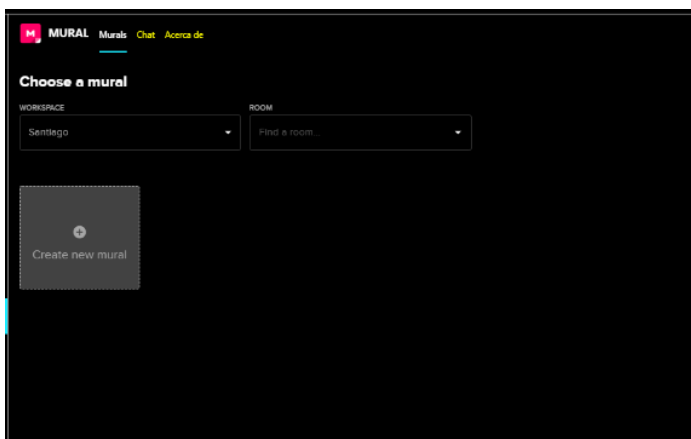 M MURAL Murals Chat Acerca de
Choose a mural
WORKSPACE ROOM
Santiago Find a room...
Create new mural